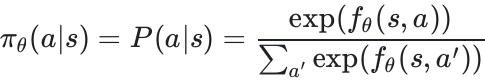 π_θ(a|s) = P(a|s) = exp(f_θ(s, a)) / ∑_{a′} exp(f_θ(s, a′))